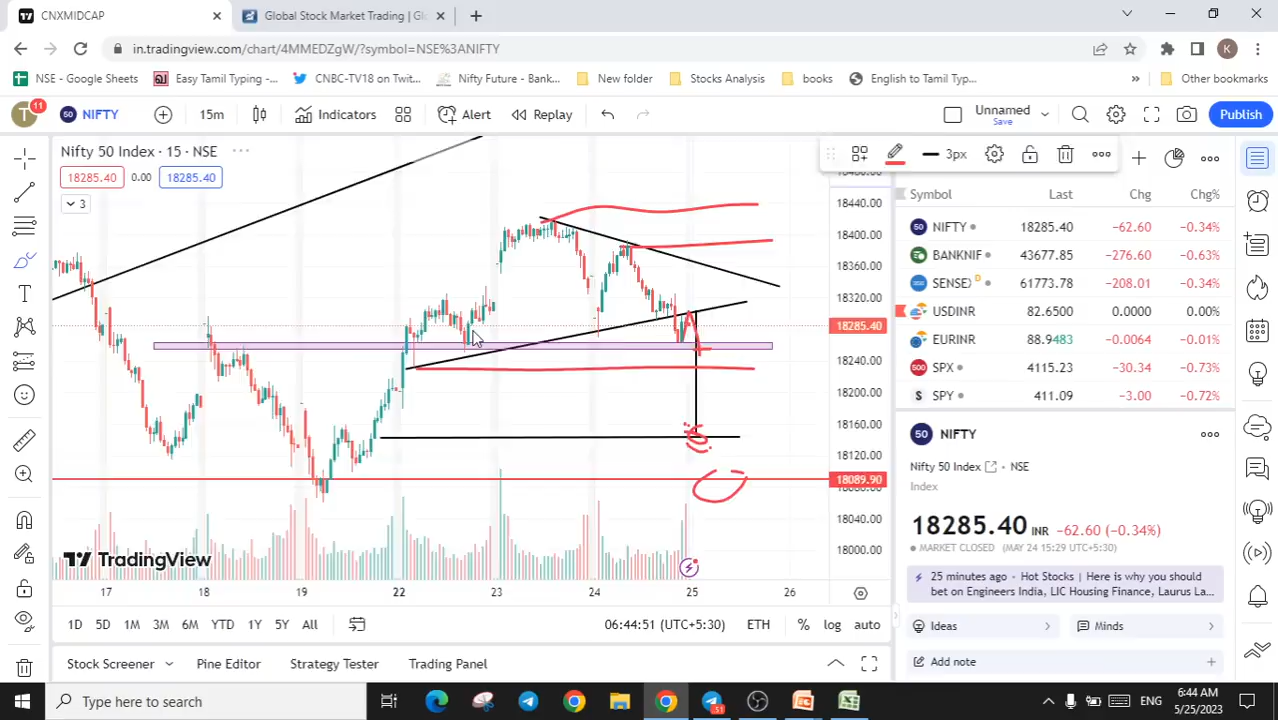 CNXMIDCAP
Global Stock Market Trading | Gl
in.tradingview.com/chart/4MMEDZgW/?symbol=NSE%3ANIFTY
K
NSE - Google Sheets
Easy Tamil Typing -...
CNBC-TV18 on Twit...
Nifty Future - Bank...
New folder
Stocks Analysis
books
English to Tamil Typ...
»
Other bookmarks
T
11
50 NIFTY
15m
Indicators
Alert
Replay
Unnamed
Save
Publish
Nifty 50 Index · 15 · NSE
18285.40
0.00
18285.40
3
3px
18440.00
18400.00
18360.00
18320.00
18285.40
18240.00
18200.00
18160.00
18120.00
18089.90
18040.00
18000.00
TradingView
17
18
19
22
23
24
25
26
1D
5D
1M
3M
6M
YTD
1Y
5Y
All
06:44:51 (UTC+5:30)
ETH
%
log
auto
Stock Screener
Pine Editor
Strategy Tester
Trading Panel
Symbol Last Chg Chg%
50 NIFTY 18285.40 −62.60 −0.34%
BANKNIF 43677.85 −276.60 −0.63%
SENSE) D 61773.78 −208.01 −0.34%
USDINR 82.6500 0.0000 0.00%
EURINR 88.9483 −0.0064 −0.01%
500 SPX 4115.23 −30.34 −0.73%
S SPY 411.09 −3.00 −0.72%
50 NIFTY
Nifty 50 Index NSE
Index
18285.40 INR −62.60 (−0.34%)
MARKET CLOSED (MAY 24 15:29 UTC+5:30)
25 minutes ago · Hot Stocks | Here is why you should
bet on Engineers India, LIC Housing Finance, Laurus La...
Ideas
Minds
Add note
Type here to search
ENG
6:44 AM
5/25/2023